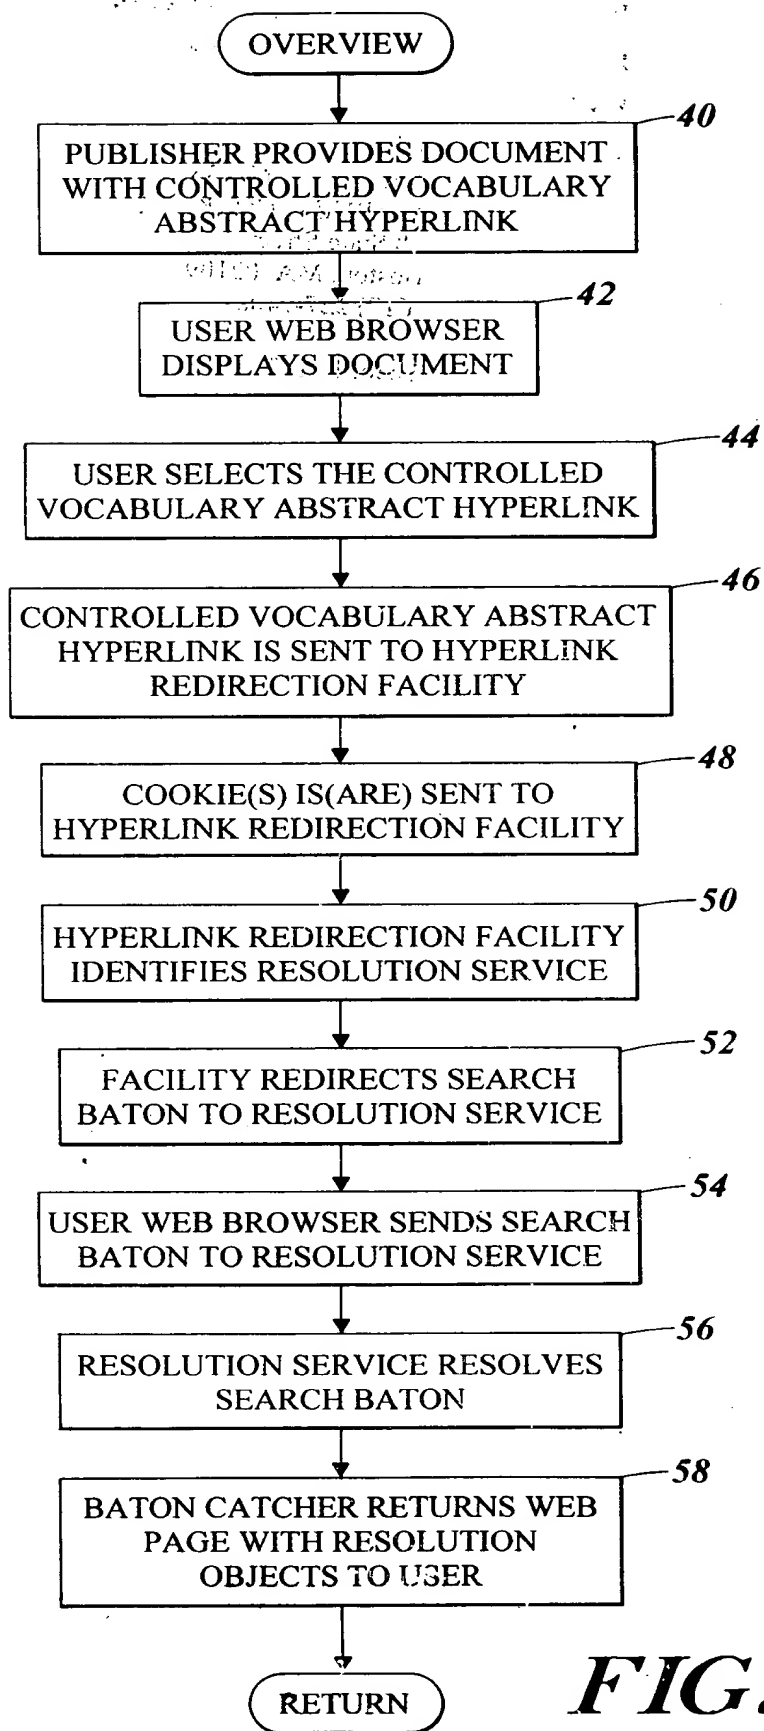 OVERVIEW
40
PUBLISHER PROVIDES DOCUMENT
WITH CONTROLLED VOCABULARY
ABSTRACT HYPERLINK
42
USER WEB BROWSER
DISPLAYS DOCUMENT
44
USER SELECTS THE CONTROLLED
VOCABULARY ABSTRACT HYPERLINK
46
CONTROLLED VOCABULARY ABSTRACT
HYPERLINK IS SENT TO HYPERLINK
REDIRECTION FACILITY
48
COOKIE(S) IS(ARE) SENT TO
HYPERLINK REDIRECTION FACILITY
50
HYPERLINK REDIRECTION FACILITY
IDENTIFIES RESOLUTION SERVICE
52
FACILITY REDIRECTS SEARCH
BATON TO RESOLUTION SERVICE
54
USER WEB BROWSER SENDS SEARCH
BATON TO RESOLUTION SERVICE
56
RESOLUTION SERVICE RESOLVES
SEARCH BATON
58
BATON CATCHER RETURNS WEB
PAGE WITH RESOLUTION
OBJECTS TO USER
RETURN
FIG.